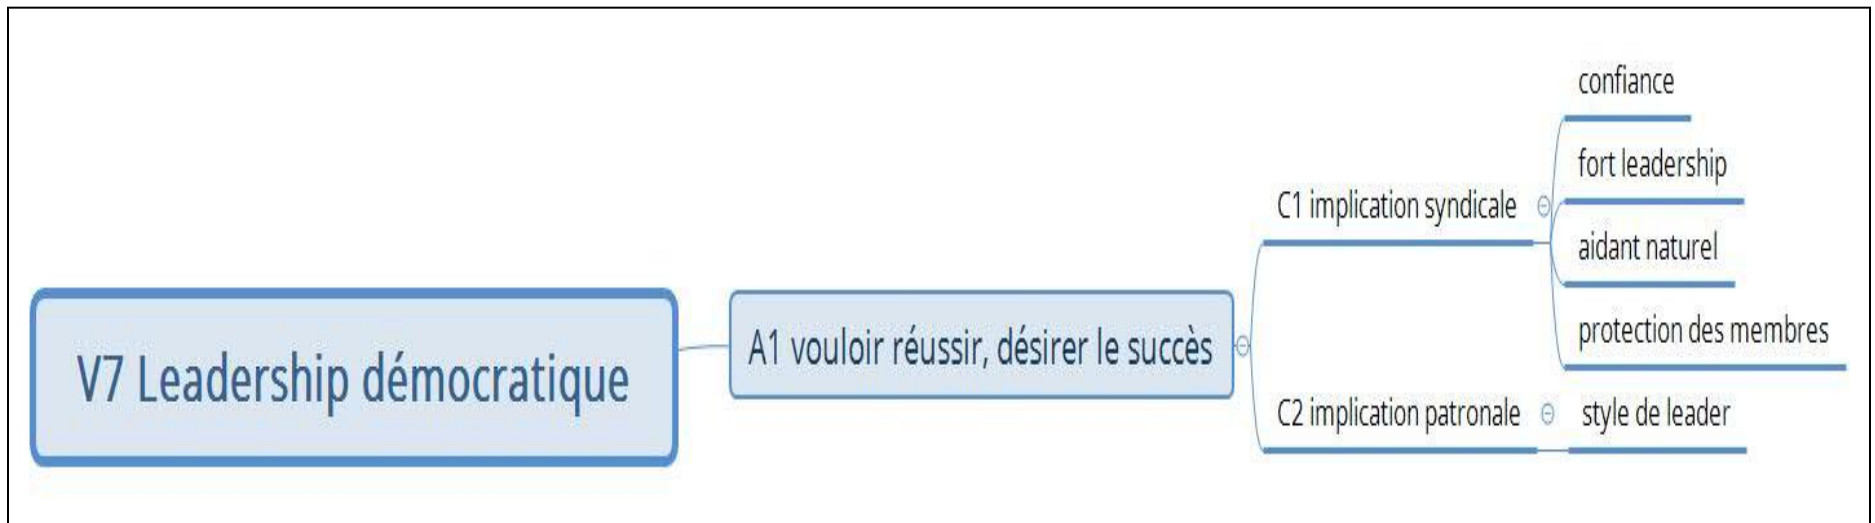 V7 Leadership démocratique
A1 vouloir réussir, désirer le succès
C1 implication syndicale
confiance
fort leadership
aidant naturel
protection des membres
C2 implication patronale
style de leader